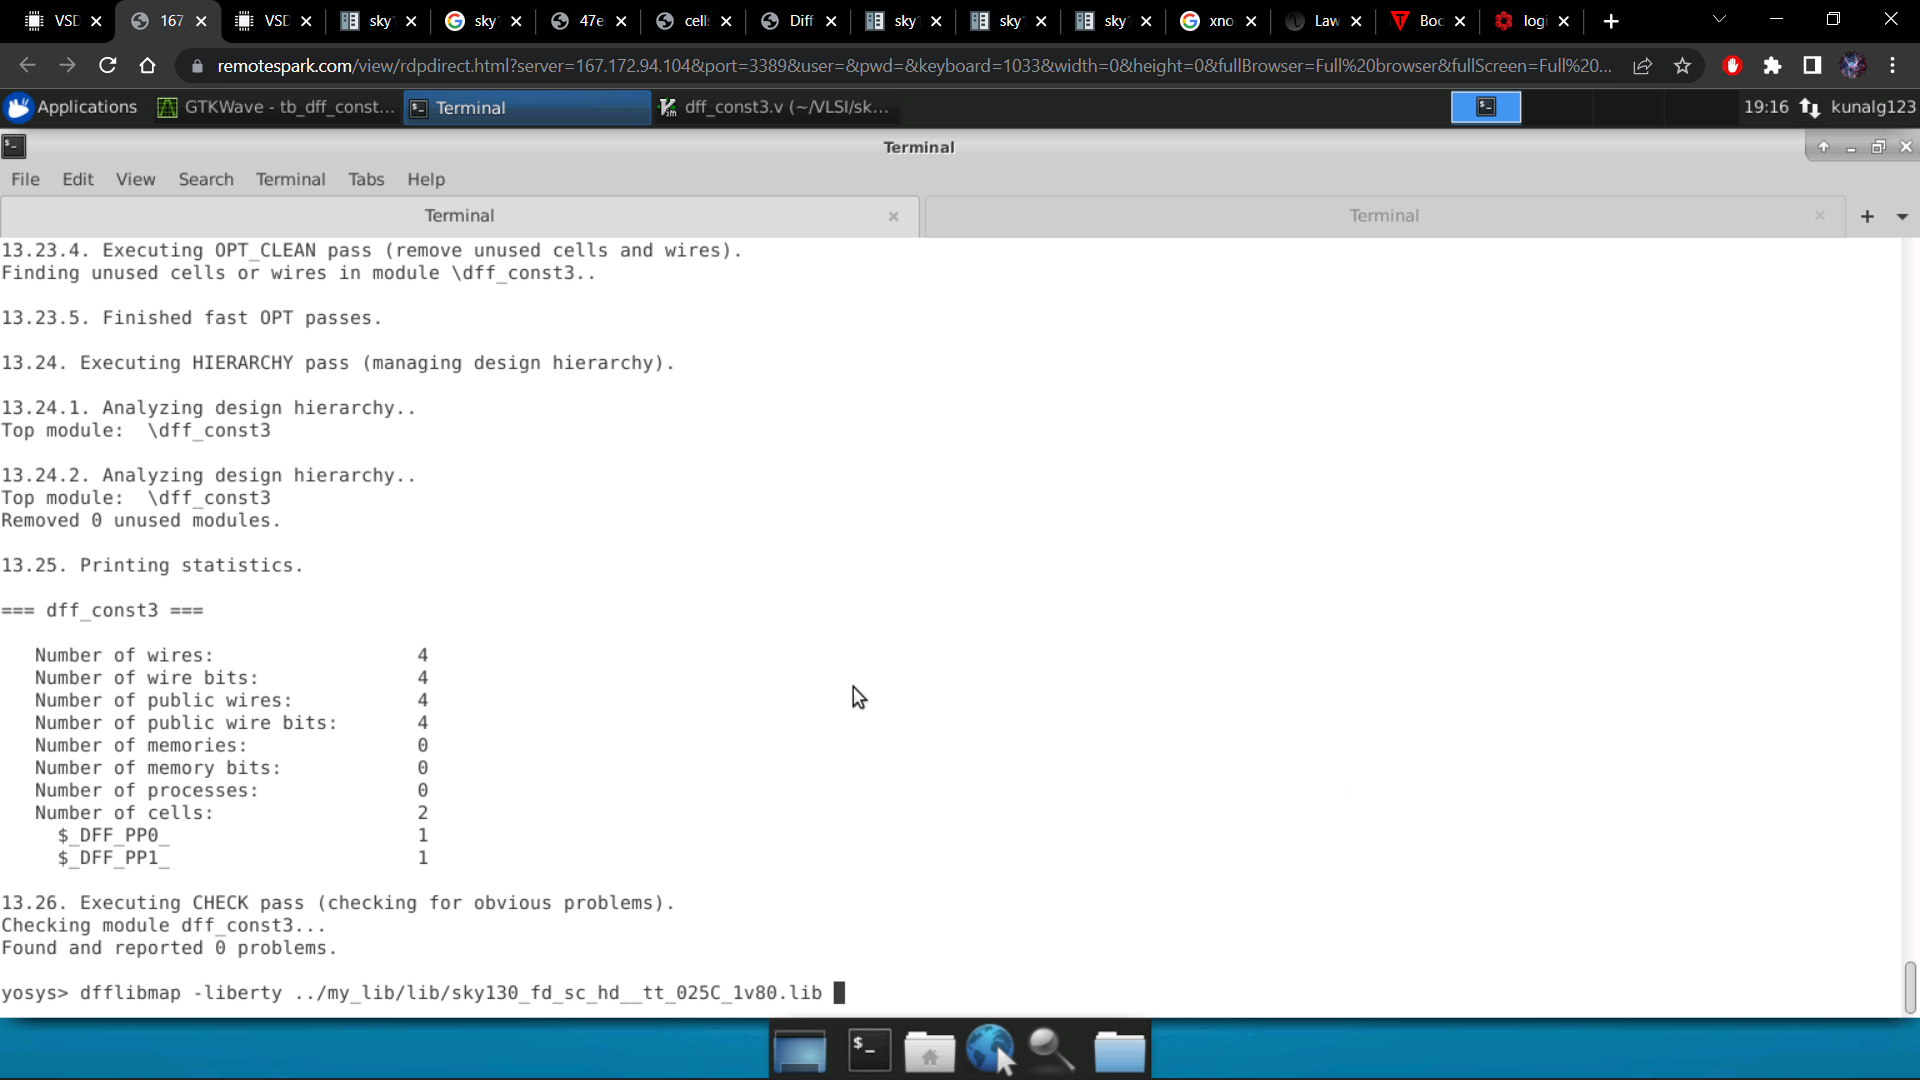 VSD
167
VSD
sky
sky
47e
cell
Diff
sky
sky
sky
xno
Law
Boc
logi
remotespark.com/view/rdpdirect.html?server=167.172.94.104&port=3389&user=&pwd=&keyboard=1033&width=0&height=0&fullBrowser=Full%20browser&fullScreen=Full%20...
Applications
GTKWave - tb_dff_const...
Terminal
dff_const3.v (~/VLSI/sk...
19:16
kunalg123
Terminal
File Edit View Search Terminal Tabs Help
Terminal
Terminal
13.23.4. Executing OPT_CLEAN pass (remove unused cells and wires).
Finding unused cells or wires in module \dff_const3..
13.23.5. Finished fast OPT passes.
13.24. Executing HIERARCHY pass (managing design hierarchy).
13.24.1. Analyzing design hierarchy..
Top module:  \dff_const3
13.24.2. Analyzing design hierarchy..
Top module:  \dff_const3
Removed 0 unused modules.
13.25. Printing statistics.
=== dff_const3 ===
Number of wires: 4
Number of wire bits: 4
Number of public wires: 4
Number of public wire bits: 4
Number of memories: 0
Number of memory bits: 0
Number of processes: 0
Number of cells: 2
$_DFF_PP0_ 1
$_DFF_PP1_ 1
13.26. Executing CHECK pass (checking for obvious problems).
Checking module dff_const3...
Found and reported 0 problems.
yosys> dfflibmap -liberty ../my_lib/lib/sky130_fd_sc_hd__tt_025C_1v80.lib
$_